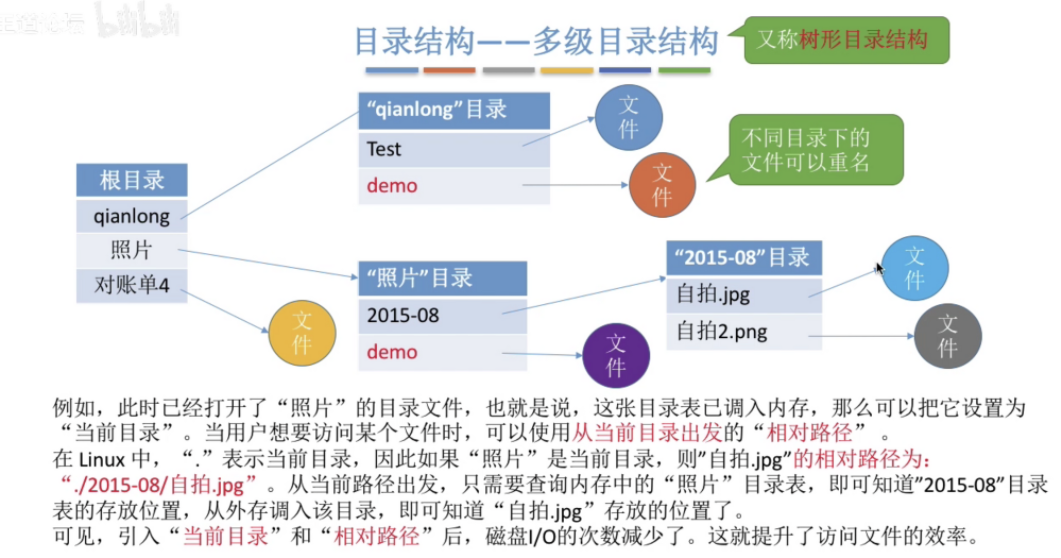 bilibili
目录结构——多级目录结构
又称树形目录结构
“qianlong”目录
Test
demo
文件
文件
不同目录下的
文件可以重名
根目录
qianlong
照片
对账单4
文件
“照片”目录
2015-08
demo
文件
“2015-08”目录
自拍.jpg
自拍2.png
文件
文件
例如，此时已经打开了“照片”的目录文件，也就是说，这张目录表已调入内存，那么可以把它设置为
“当前目录”。当用户想要访问某个文件时，可以使用从当前目录出发的“相对路径”。
在 Linux 中，“.”表示当前目录，因此如果“照片”是当前目录，则”自拍.jpg”的相对路径为：
“./2015-08/自拍.jpg”。从当前路径出发，只需要查询内存中的“照片”目录表，即可知道”2015-08”目录
表的存放位置，从外存调入该目录，即可知道“自拍.jpg”存放的位置了。
可见，引入“当前目录”和“相对路径”后，磁盘I/O的次数减少了。这就提升了访问文件的效率。